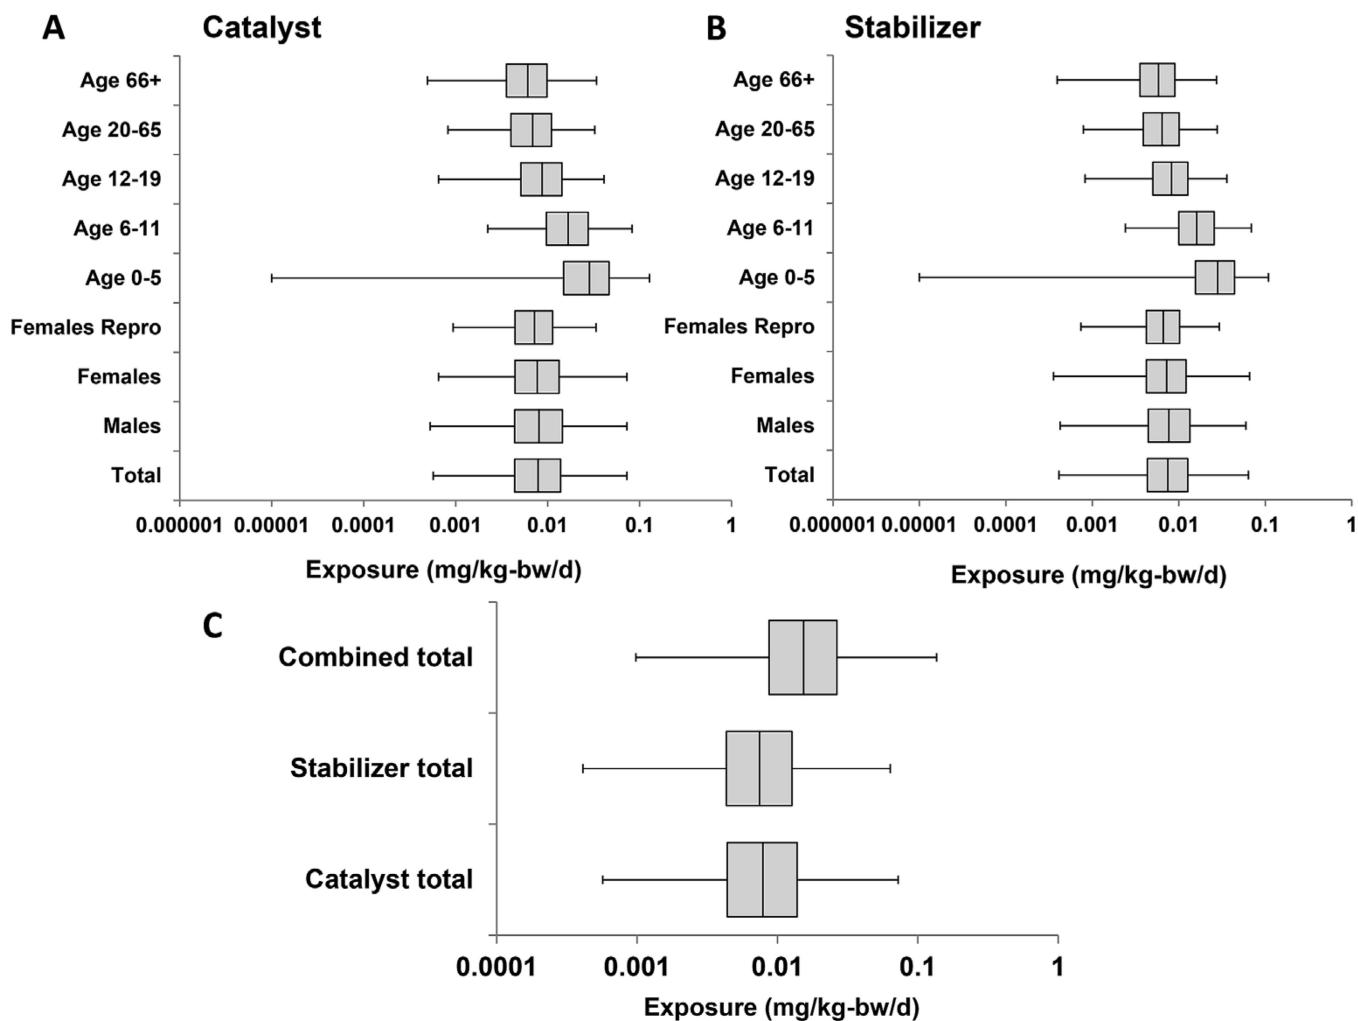 A Catalyst
Age 66+
Age 20-65
Age 12-19
Age 6-11
Age 0-5
Females Repro
Females
Males
Total
0.000001 0.00001 0.0001 0.001 0.01 0.1 1
Exposure (mg/kg-bw/d)
B Stabilizer
Age 66+
Age 20-65
Age 12-19
Age 6-11
Age 0-5
Females Repro
Females
Males
Total
0.000001 0.00001 0.0001 0.001 0.01 0.1 1
Exposure (mg/kg-bw/d)
C
Combined total
Stabilizer total
Catalyst total
0.0001 0.001 0.01 0.1 1
Exposure (mg/kg-bw/d)